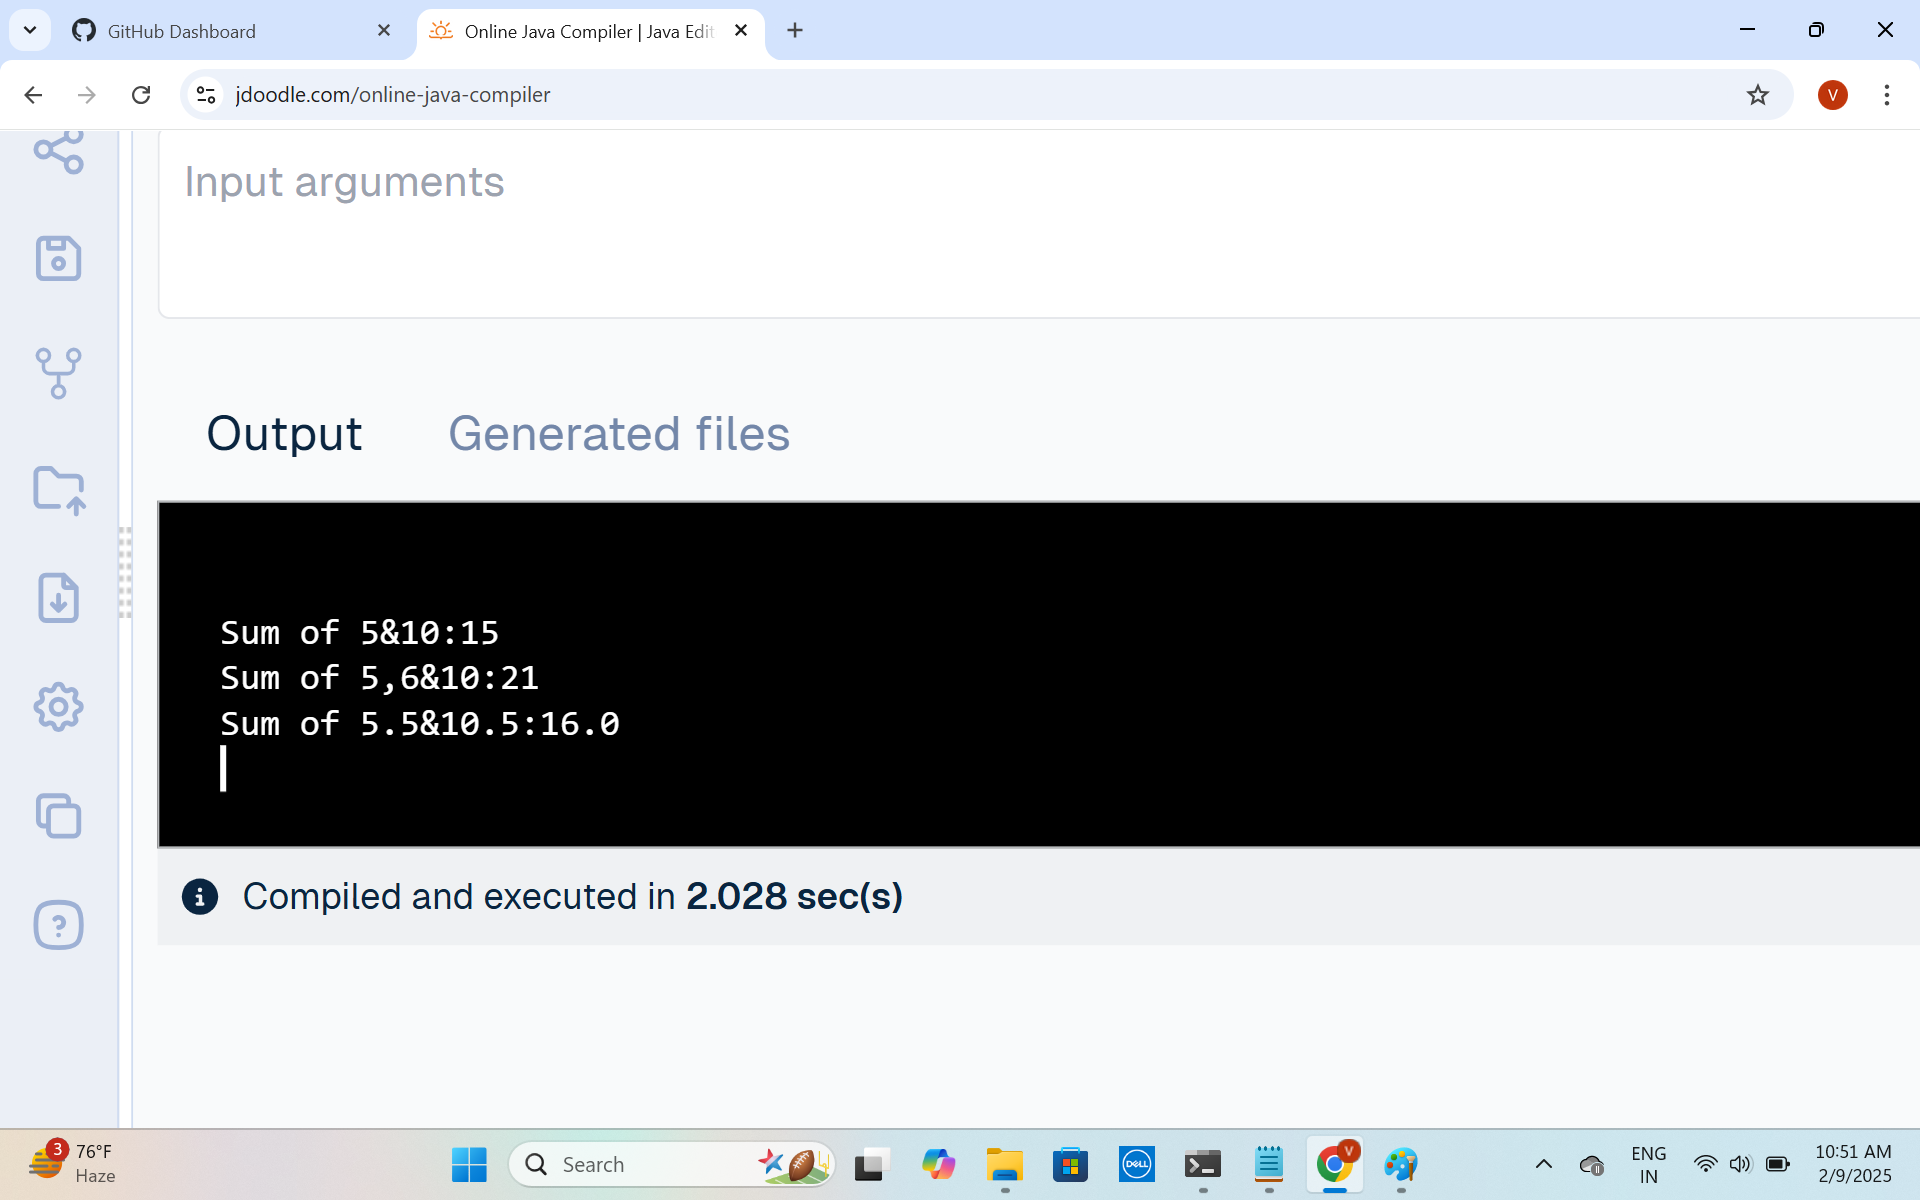 GitHub Dashboard
Online Java Compiler | Java Edit
jdoodle.com/online-java-compiler
V
Input arguments
Output
Generated files
Sum of 5&10:15
Sum of 5,6&10:21
Sum of 5.5&10.5:16.0
Compiled and executed in 2.028 sec(s)
3
76°F
Haze
Search
DELL
V
ENG
IN
10:51 AM
2/9/2025